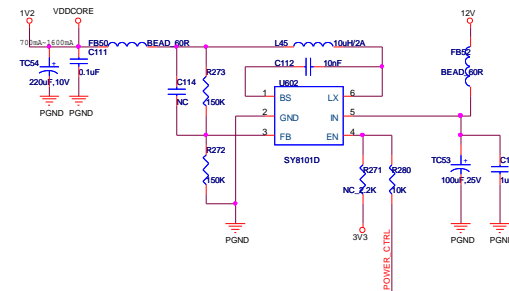 1V2
VDDCORE
12V
700mA~1600mA
FB50
BEAD_60R
L45
10uH/2A
FB52
BEAD_60R
C111
0.1uF
TC54
220uF,10V
PGND
PGND
C114
NC
R273
150K
C112
10nF
U602
1
BS
LX
6
2
GND
IN
5
3
FB
EN
4
SY8101D
R272
150K
R271
NC_2.2K
R280
10K
TC53
100uF,25V
C1
1u
3V3
PGND
PGND
PGN
POWER_CTRL